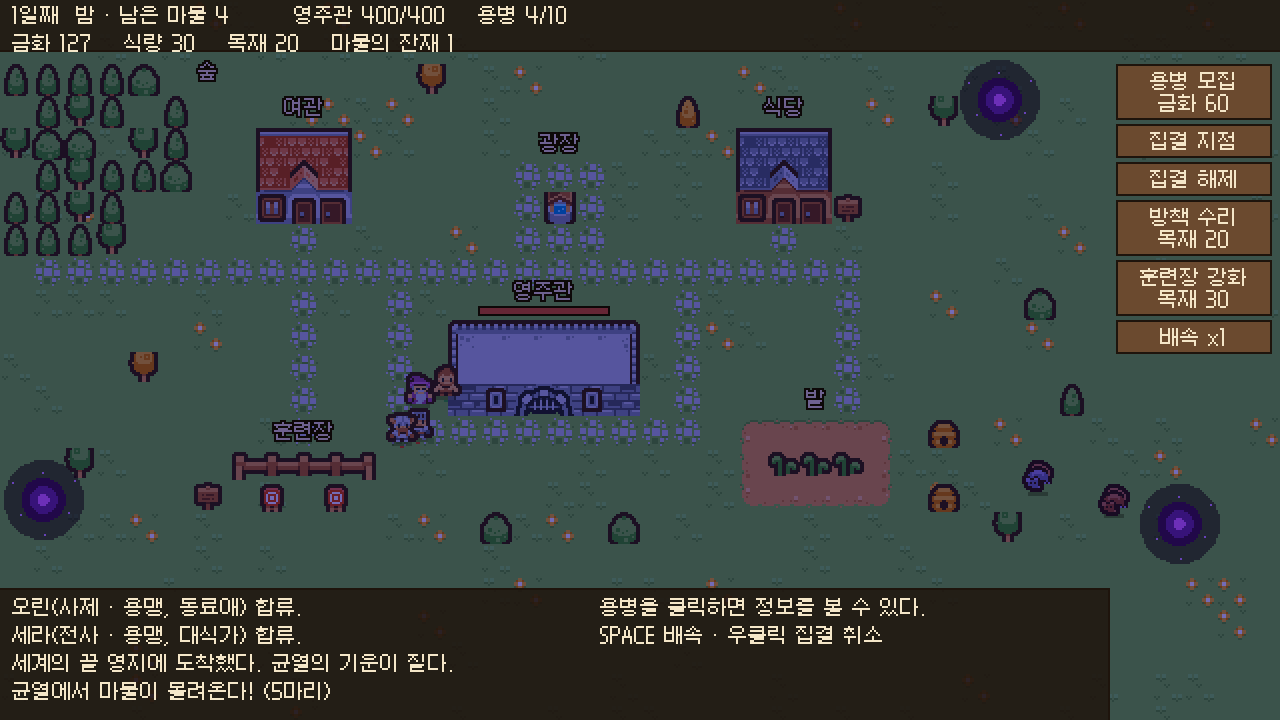 1일째 밤 · 남은 마물 4 영주관 400/400 용병 4/10
금화 127 식량 30 목재 20 마물의 잔재 1
숲
여관
광장
식당
영주관
훈련장
밭
용병 모집
금화 60
집결 지점
집결 해제
방책 수리
목재 20
훈련장 강화
목재 30
배속 x1
오린(사제 · 용맹, 동료애) 합류.
세라(전사 · 용맹, 대식가) 합류.
세계의 끝 영지에 도착했다. 균열의 기운이 짙다.
균열에서 마물이 몰려온다! (5마리)
용병을 클릭하면 정보를 볼 수 있다.
SPACE 배속 · 우클릭 집결 취소